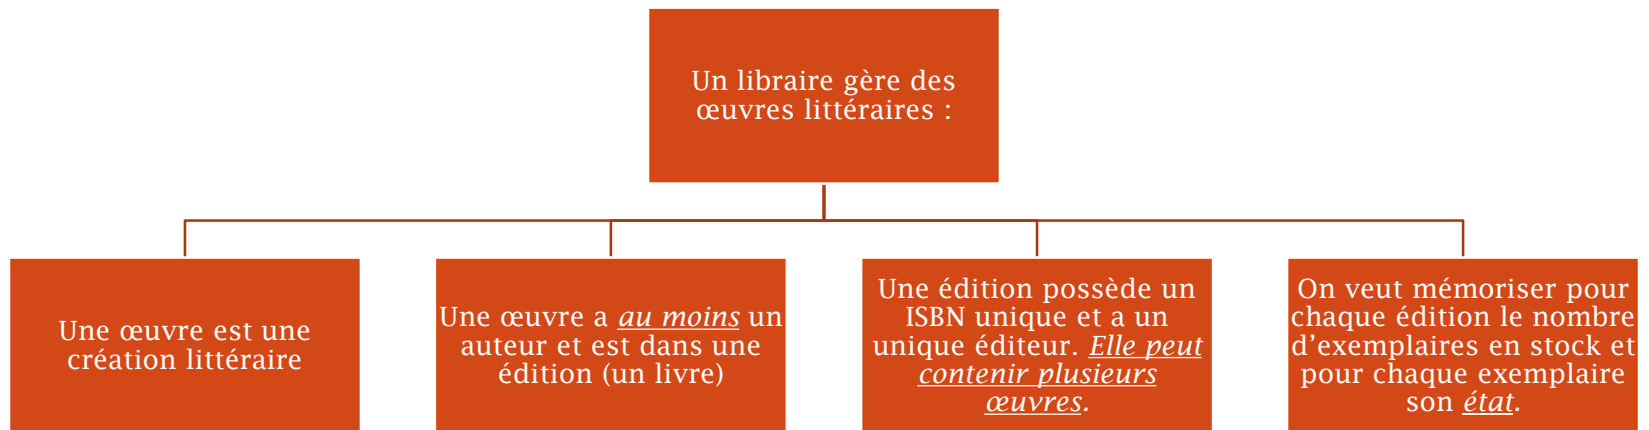 Un libraire gère des
œuvres littéraires :
Une œuvre est une
création littéraire
Une œuvre a au moins un
auteur et est dans une
édition (un livre)
Une édition possède un
ISBN unique et a un
unique éditeur. Elle peut
contenir plusieurs
œuvres.
On veut mémoriser pour
chaque édition le nombre
d’exemplaires en stock et
pour chaque exemplaire
son état.